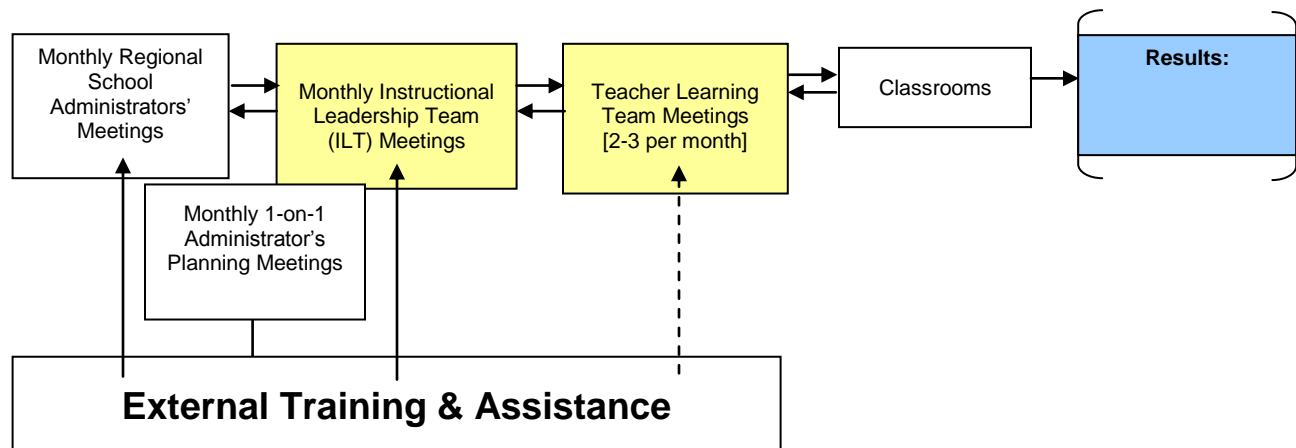 Monthly Regional
School
Administrators’
Meetings
Monthly Instructional
Leadership Team
(ILT) Meetings
Teacher Learning
Team Meetings
[2-3 per month]
Classrooms
Results:
Monthly 1-on-1
Administrator’s
Planning Meetings
External Training & Assistance